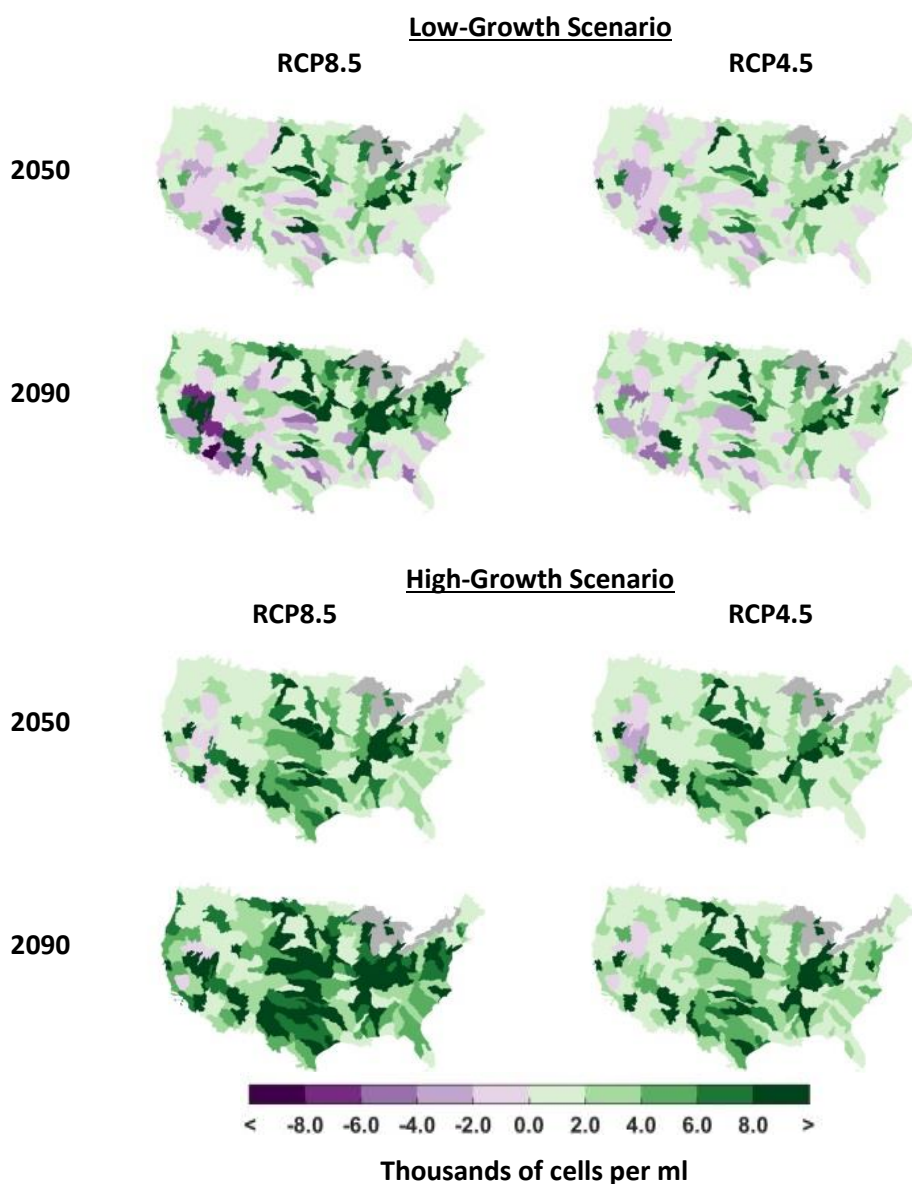 Low-Growth Scenario
RCP8.5 RCP4.5
2050
2090
High-Growth Scenario
RCP8.5 RCP4.5
2050
2090
< -8.0 -6.0 -4.0 -2.0 0.0 2.0 4.0 6.0 8.0 >
Thousands of cells per ml